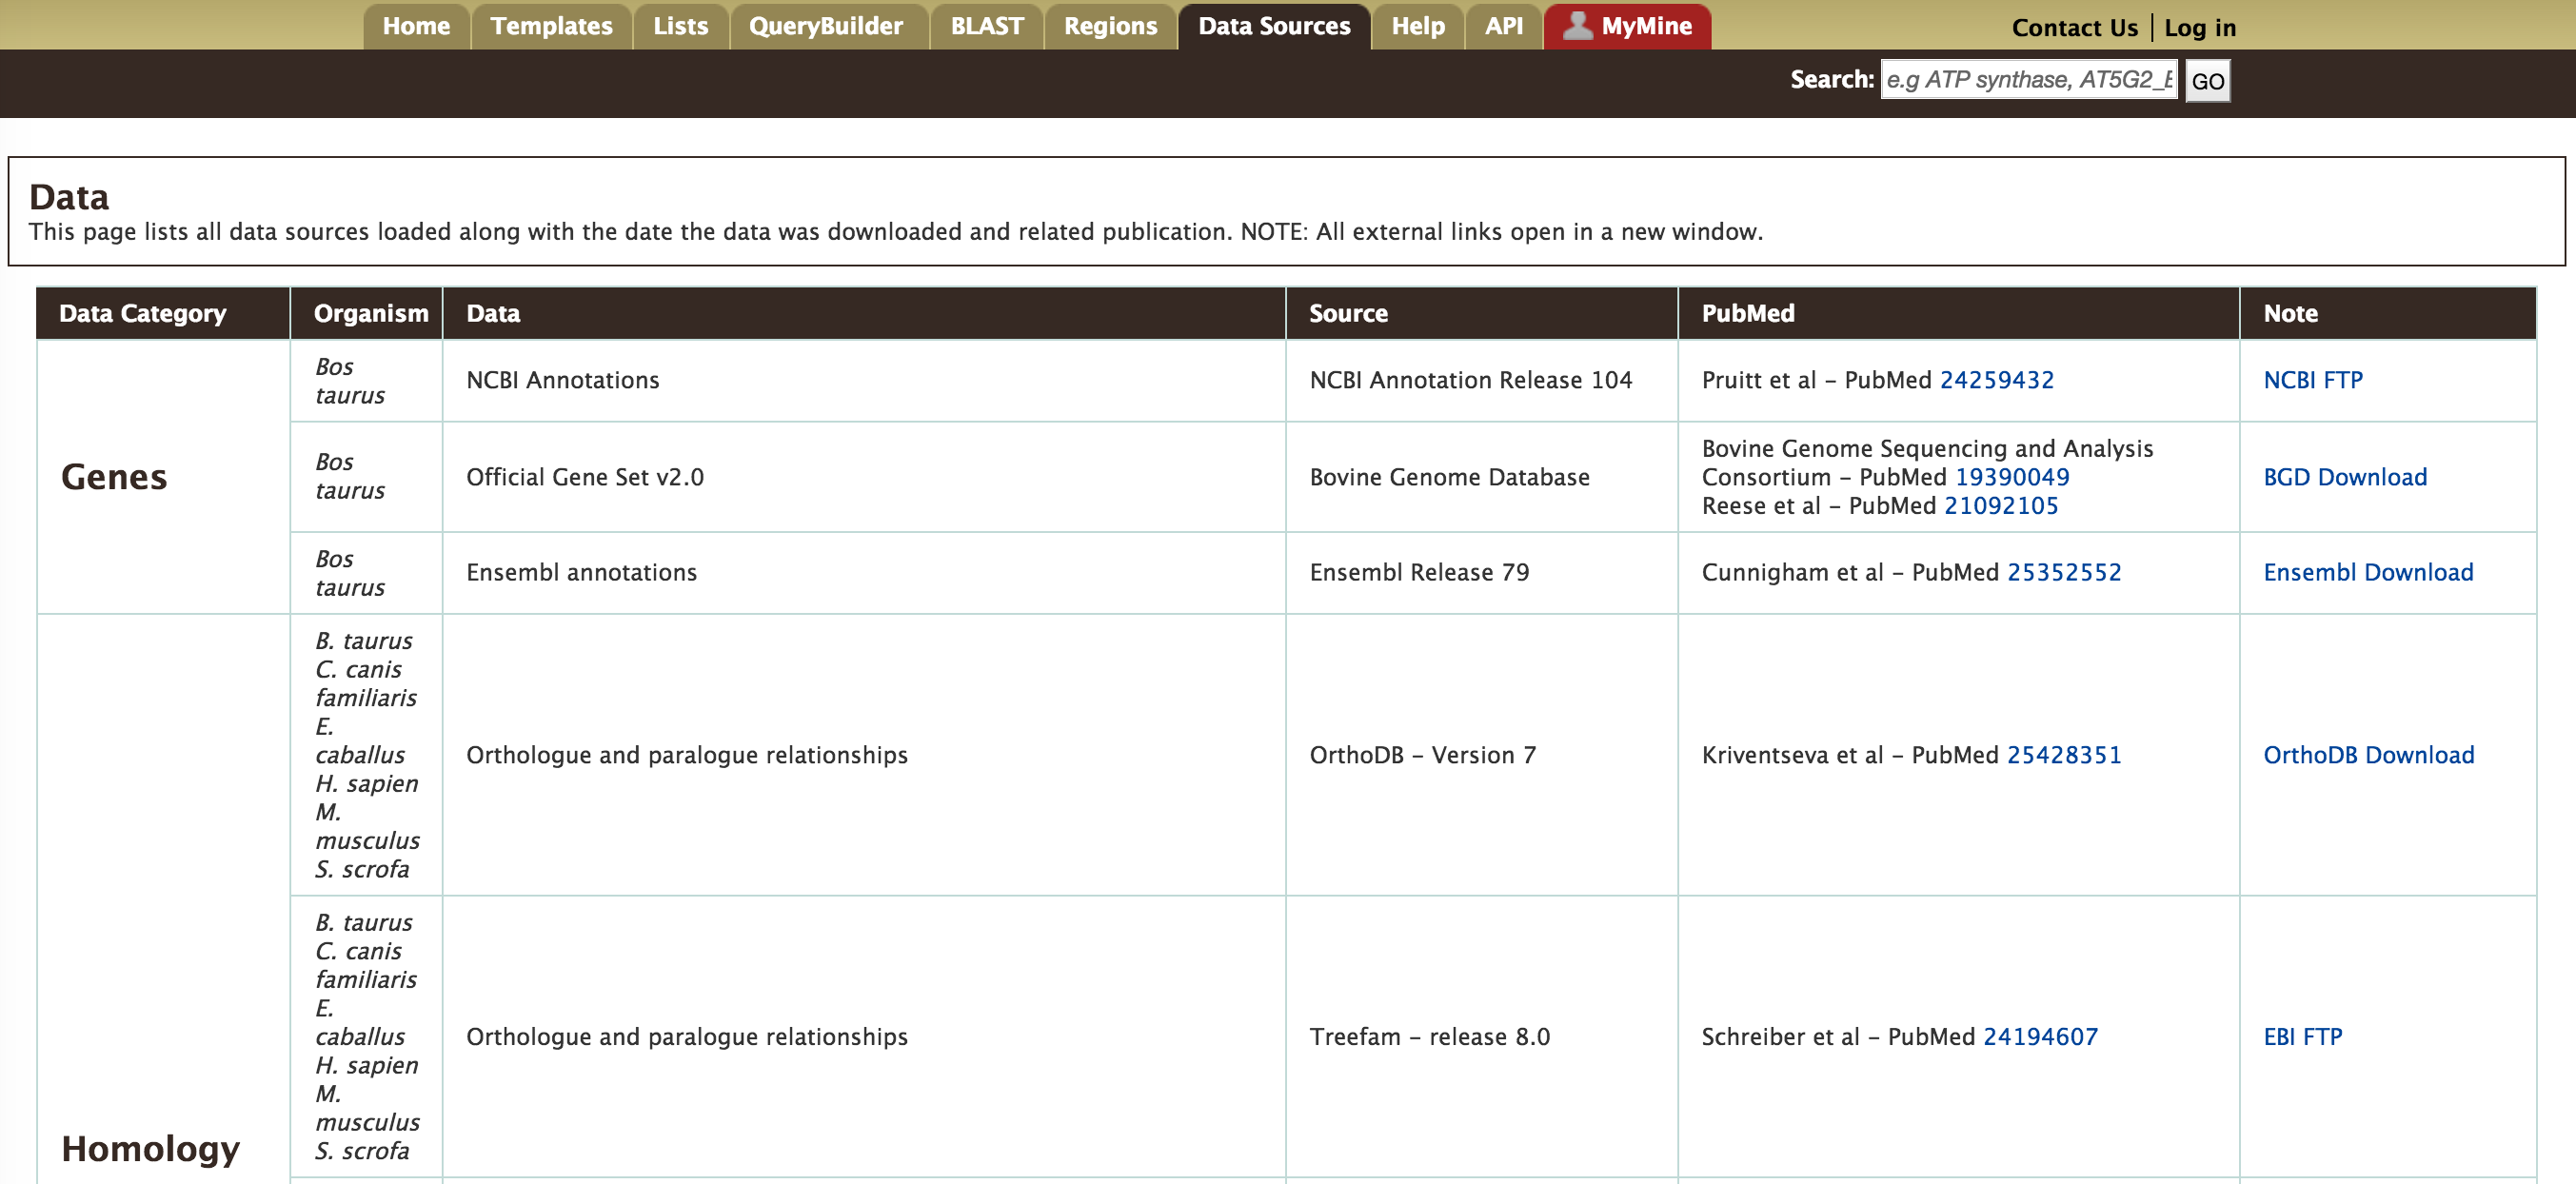 Home Templates Lists QueryBuilder BLAST Regions Data Sources Help API MyMine Contact Us Log in
Search: e.g ATP synthase, AT5G2_ GO
Data
This page lists all data sources loaded along with the date the data was downloaded and related publication. NOTE: All external links open in a new window.
Data Category Organism Data Source PubMed Note
Genes
Bos
taurus
NCBI Annotations
NCBI Annotation Release 104
Pruitt et al – PubMed 24259432
NCBI FTP
Bos
taurus
Official Gene Set v2.0
Bovine Genome Database
Bovine Genome Sequencing and Analysis
Consortium – PubMed 19390049
Reese et al – PubMed 21092105
BGD Download
Bos
taurus
Ensembl annotations
Ensembl Release 79
Cunnigham et al – PubMed 25352552
Ensembl Download
Homology
B. taurus
C. canis
familiaris
E.
caballus
H. sapien
M.
musculus
S. scrofa
Orthologue and paralogue relationships
OrthoDB – Version 7
Kriventseva et al – PubMed 25428351
OrthoDB Download
B. taurus
C. canis
familiaris
E.
caballus
H. sapien
M.
musculus
S. scrofa
Orthologue and paralogue relationships
Treefam – release 8.0
Schreiber et al – PubMed 24194607
EBI FTP